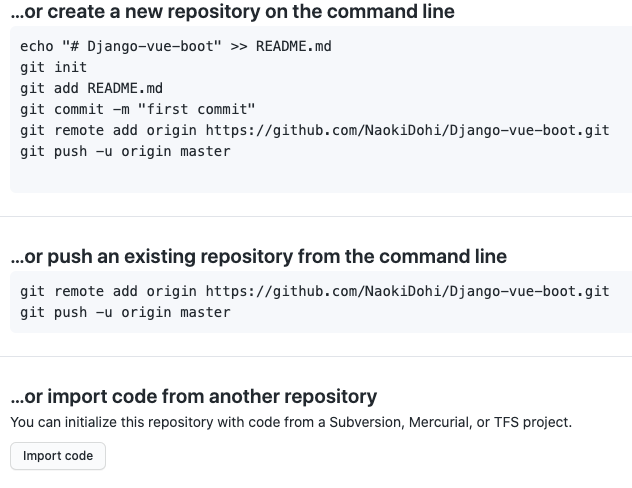 ...or create a new repository on the command line
echo "# Django-vue-boot" >> README.md
git init
git add README.md
git commit -m "first commit"
git remote add origin https://github.com/NaokiDohi/Django-vue-boot.git
git push -u origin master
...or push an existing repository from the command line
git remote add origin https://github.com/NaokiDohi/Django-vue-boot.git
git push -u origin master
...or import code from another repository
You can initialize this repository with code from a Subversion, Mercurial, or TFS project.
Import code